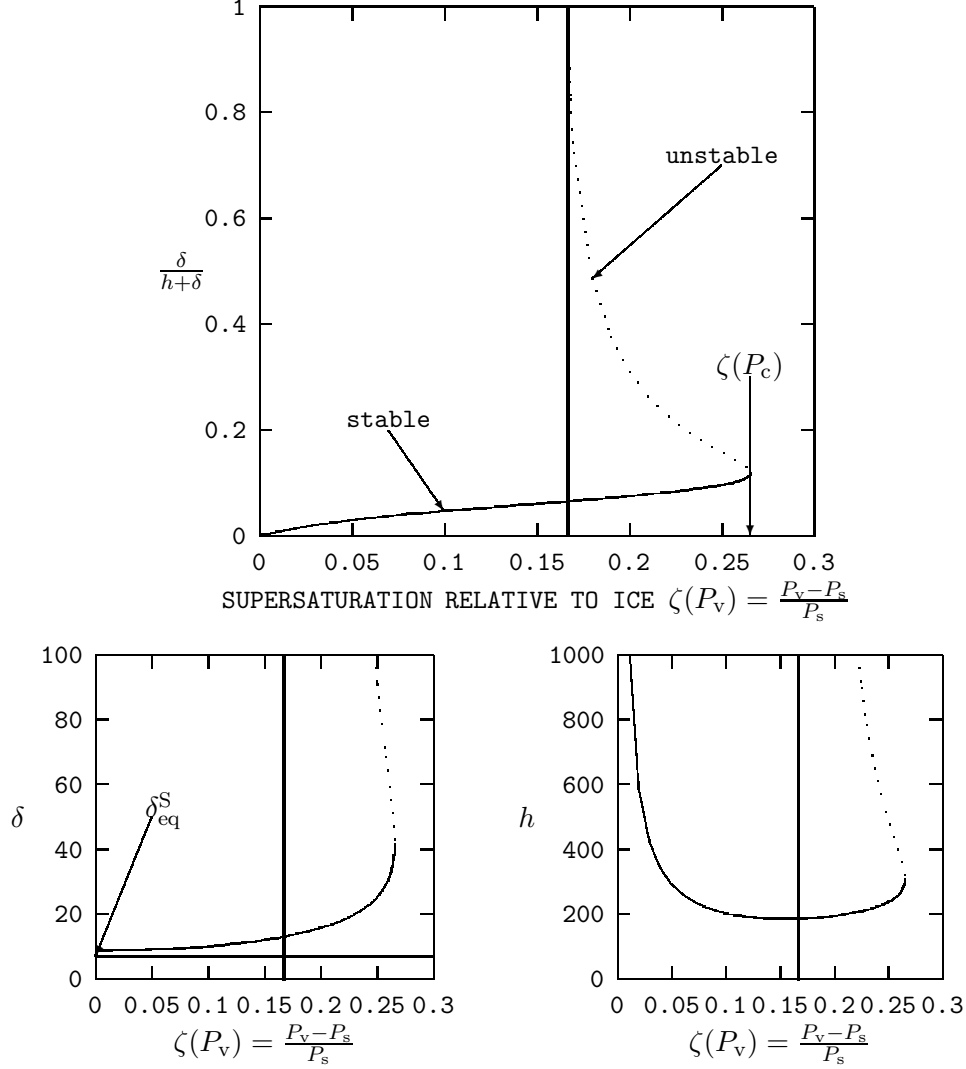 1
0.8
unstable
0.6
δ/(h+δ)
0.4
ζ(P_c)
stable
0.2
0
0 0.05 0.1 0.15 0.2 0.25 0.3
SUPERSATURATION RELATIVE TO ICE ζ(P_v) = (P_v−P_s)/P_s
100
80
60
δ
δ^S_eq
40
20
0
0 0.05 0.1 0.15 0.2 0.25 0.3
ζ(P_v) = (P_v−P_s)/P_s
1000
800
600
h
400
200
0
0 0.05 0.1 0.15 0.2 0.25 0.3
ζ(P_v) = (P_v−P_s)/P_s